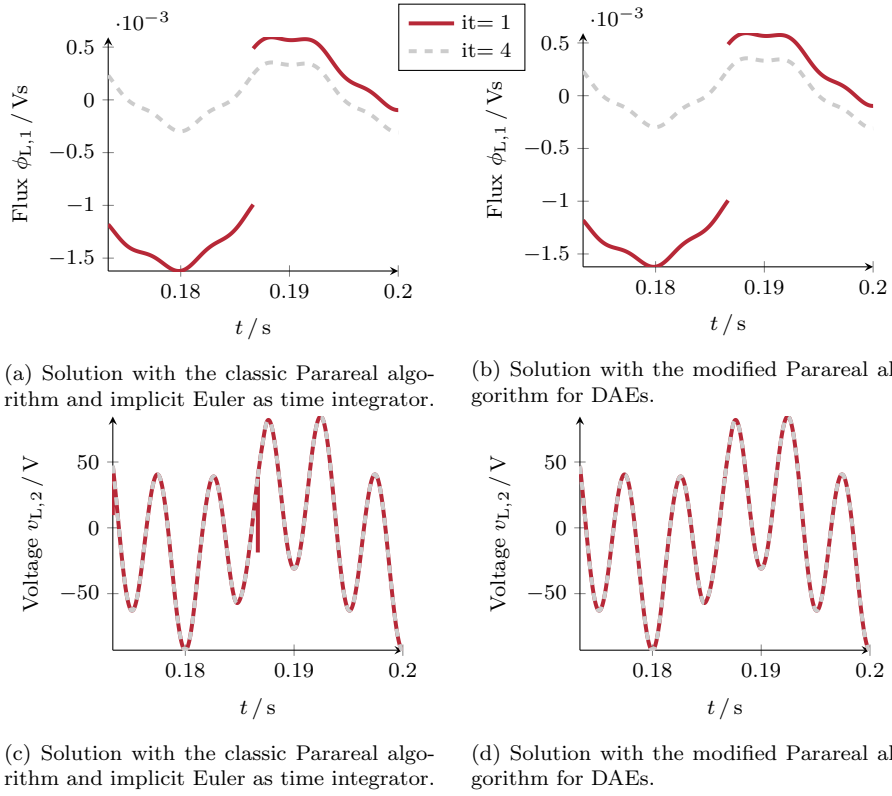 ·10−3
it= 1
it= 4
·10−3
0.5
0
−0.5
−1
−1.5
Flux ϕL,1 / Vs
0.18
0.19
0.2
t / s
0.5
0
−0.5
−1
−1.5
Flux ϕL,1 / Vs
0.18
0.19
0.2
t / s
(a) Solution with the classic Parareal algo-
rithm and implicit Euler as time integrator.
(b) Solution with the modified Parareal al-
gorithm for DAEs.
50
0
−50
Voltage vL,2 / V
0.18
0.19
0.2
t / s
50
0
−50
Voltage vL,2 / V
0.18
0.19
0.2
t / s
(c) Solution with the classic Parareal algo-
rithm and implicit Euler as time integrator.
(d) Solution with the modified Parareal al
gorithm for DAEs.